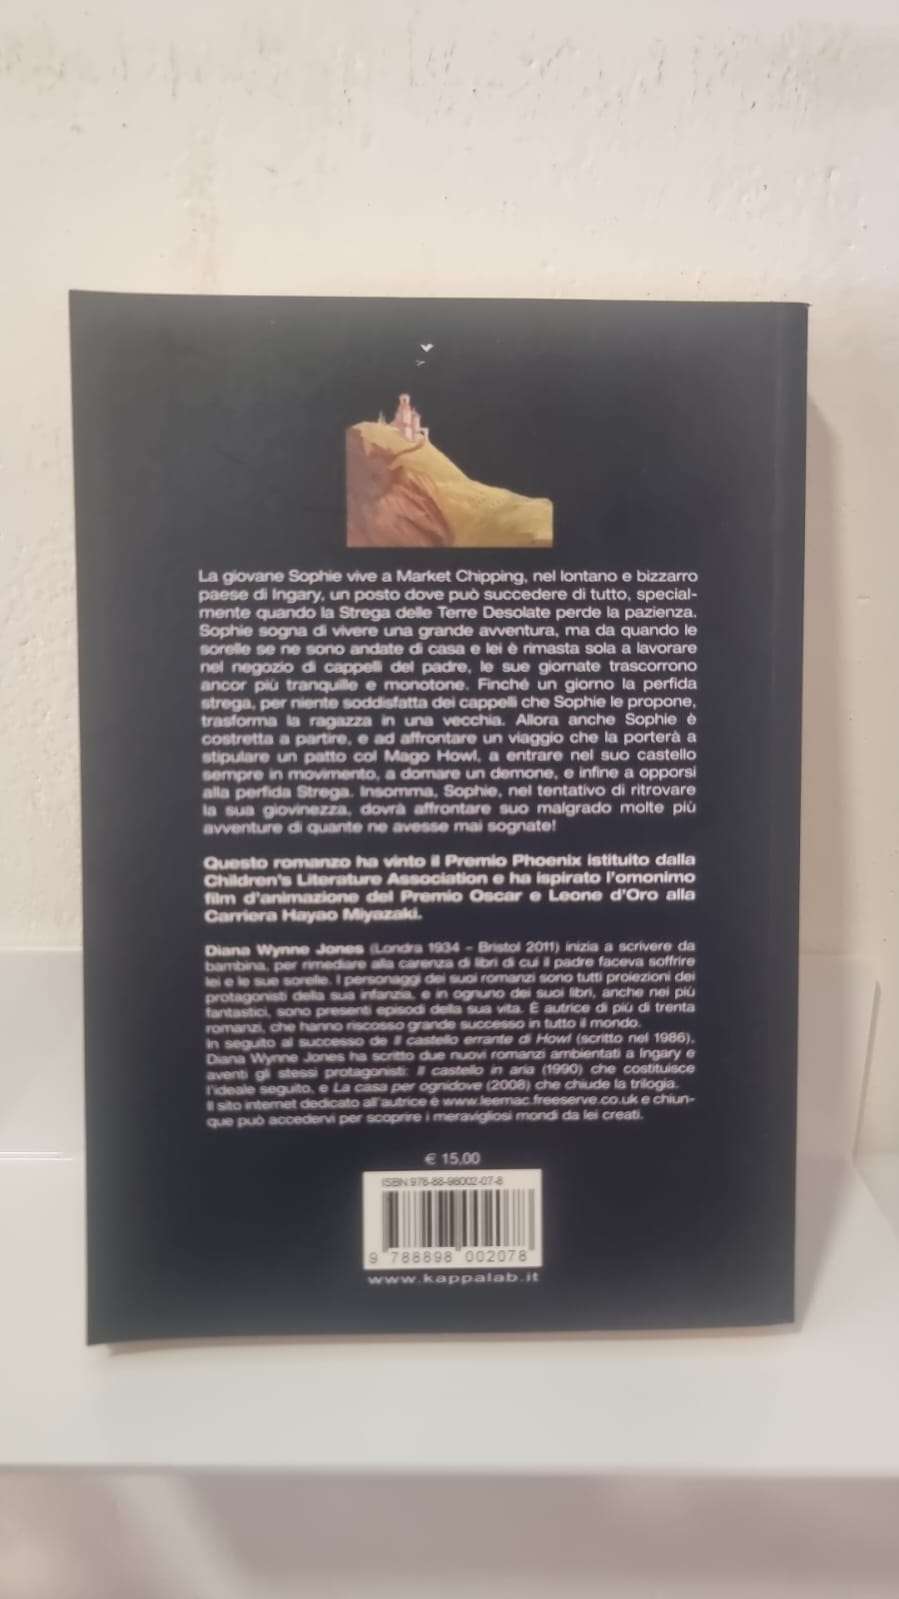 La giovane Sophie vive a Market Chipping, nel lontano e bizzarro
paese di Ingary, un posto dove può succedere di tutto, special-
mente quando la Strega delle Terre Desolate perde la pazienza.
Sophie sogna di vivere una grande avventura, ma da quando le
sorelle se ne sono andate di casa e lei è rimasta sola a lavorare
nel negozio di cappelli del padre, le sue giornate trascorrono
ancor più tranquille e monotone. Finché un giorno la perfida
strega, per niente soddisfatta dei cappelli che Sophie le propone,
trasforma la ragazza in una vecchia. Allora anche Sophie è
costretta a partire, e ad affrontare un viaggio che la porterà a
stipulare un patto col Mago Howl, a entrare nel suo castello
sempre in movimento, a domare un demone, e infine a opporsi
alla perfida Strega. Insomma, Sophie, nel tentativo di ritrovare
la sua giovinezza, dovrà affrontare suo malgrado molte più
avventure di quante ne avesse mai sognate!
Questo romanzo ha vinto il Premio Phoenix istituito dalla
Children's Literature Association e ha ispirato l'omonimo
film d'animazione del Premio Oscar e Leone d'Oro alla
Carriera Hayao Miyazaki.
Diana Wynne Jones (Londra 1934 - Bristol 2011) inizia a scrivere da
bambina, per rimediare alla carenza di libri di cui il padre faceva soffrire
lei e le sue sorelle. I personaggi dei suoi romanzi sono tutti proiezioni dei
protagonisti della sua infanzia, e in ognuno dei suoi libri, anche nei più
fantastici, sono presenti episodi della sua vita. È autrice di più di trenta
romanzi, che hanno riscosso grande successo in tutto il mondo.
In seguito al successo de Il castello errante di Howl (scritto nel 1986),
Diana Wynne Jones ha scritto due nuovi romanzi ambientati a Ingary e
aventi gli stessi protagonisti: Il castello in aria (1990) che costituisce
l'ideale seguito, e La casa per ognidove (2008) che chiude la trilogia.
Il sito internet dedicato all'autrice è www.leemac.freeserve.co.uk e chiun-
que può accedervi per scoprire i meravigliosi mondi da lei creati.
€ 15,00
ISBN 978-88-98002-07-8
9 788898 002078
www.kappalab.it